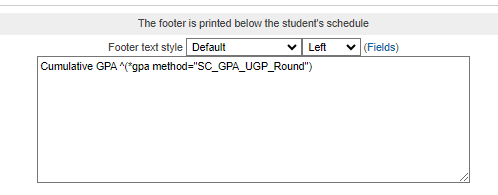 The footer is printed below the student's schedule
Footer text style Default Left (Fields)
Cumulative GPA ^(*gpa method="SC_GPA_UGP_Round")